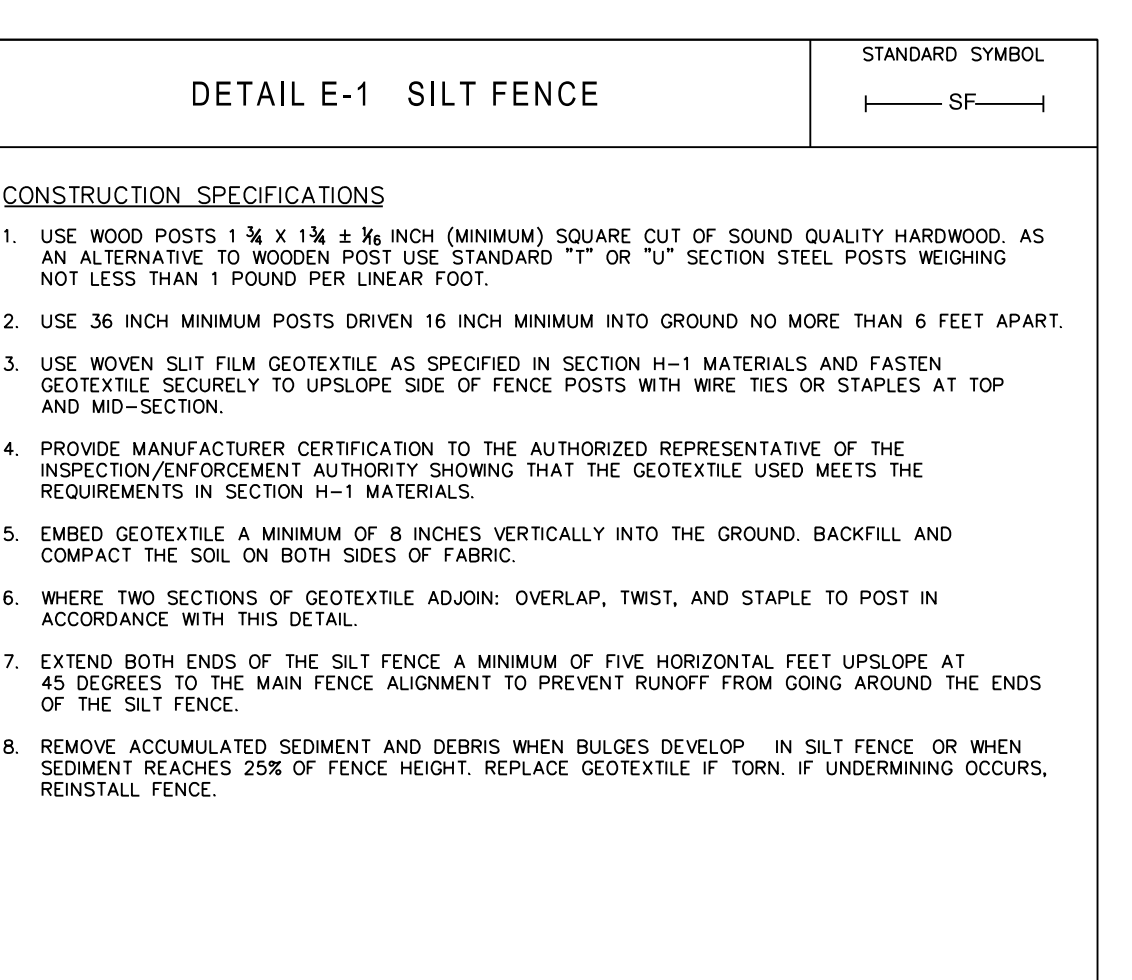 DETAIL E-1 SILT FENCE
STANDARD SYMBOL
SF
CONSTRUCTION SPECIFICATIONS
1. USE WOOD POSTS 1 ¾ X 1¾ ± 1⁄16 INCH (MINIMUM) SQUARE CUT OF SOUND QUALITY HARDWOOD. AS
AN ALTERNATIVE TO WOODEN POST USE STANDARD "T" OR "U" SECTION STEEL POSTS WEIGHING
NOT LESS THAN 1 POUND PER LINEAR FOOT.
2. USE 36 INCH MINIMUM POSTS DRIVEN 16 INCH MINIMUM INTO GROUND NO MORE THAN 6 FEET APART.
3. USE WOVEN SLIT FILM GEOTEXTILE AS SPECIFIED IN SECTION H-1 MATERIALS AND FASTEN
GEOTEXTILE SECURELY TO UPSLOPE SIDE OF FENCE POSTS WITH WIRE TIES OR STAPLES AT TOP
AND MID-SECTION.
4. PROVIDE MANUFACTURER CERTIFICATION TO THE AUTHORIZED REPRESENTATIVE OF THE
INSPECTION/ENFORCEMENT AUTHORITY SHOWING THAT THE GEOTEXTILE USED MEETS THE
REQUIREMENTS IN SECTION H-1 MATERIALS.
5. EMBED GEOTEXTILE A MINIMUM OF 8 INCHES VERTICALLY INTO THE GROUND. BACKFILL AND
COMPACT THE SOIL ON BOTH SIDES OF FABRIC.
6. WHERE TWO SECTIONS OF GEOTEXTILE ADJOIN: OVERLAP, TWIST, AND STAPLE TO POST IN
ACCORDANCE WITH THIS DETAIL.
7. EXTEND BOTH ENDS OF THE SILT FENCE A MINIMUM OF FIVE HORIZONTAL FEET UPSLOPE AT
45 DEGREES TO THE MAIN FENCE ALIGNMENT TO PREVENT RUNOFF FROM GOING AROUND THE ENDS
OF THE SILT FENCE.
8. REMOVE ACCUMULATED SEDIMENT AND DEBRIS WHEN BULGES DEVELOP IN SILT FENCE OR WHEN
SEDIMENT REACHES 25% OF FENCE HEIGHT. REPLACE GEOTEXTILE IF TORN. IF UNDERMINING OCCURS,
REINSTALL FENCE.